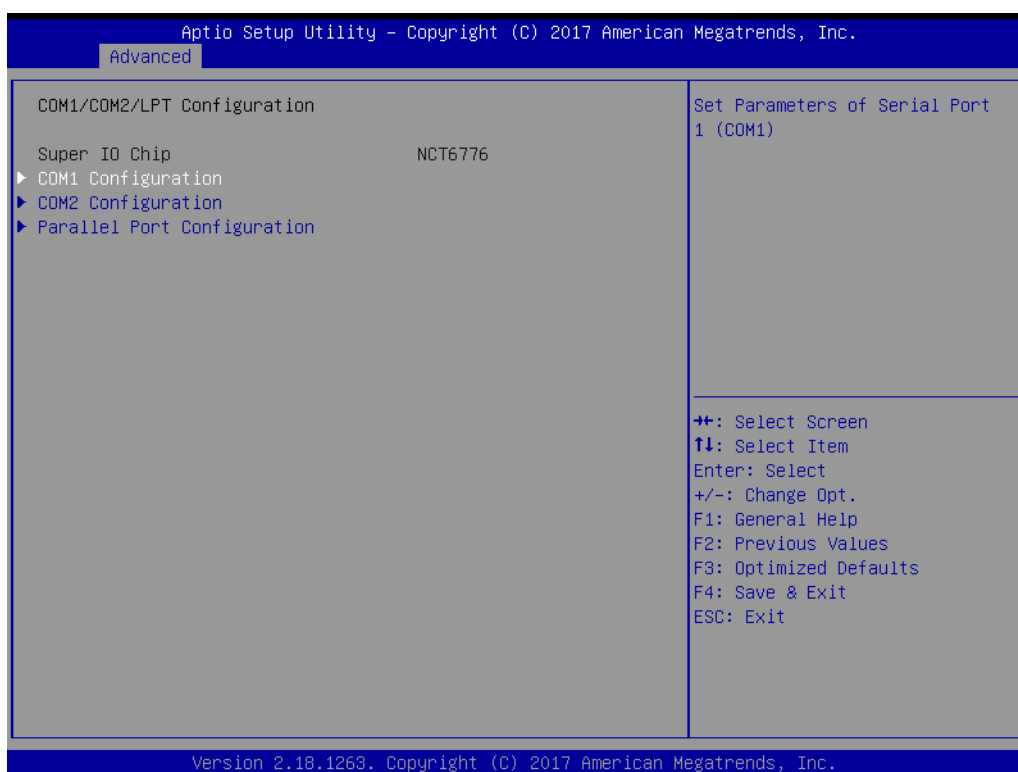 Aptio Setup Utility – Copyright (C) 2017 American Megatrends, Inc.
Advanced
COM1/COM2/LPT Configuration
Super IO Chip NCT6776
► COM1 Configuration
► COM2 Configuration
► Parallel Port Configuration
Set Parameters of Serial Port
1 (COM1)
→←: Select Screen
↑↓: Select Item
Enter: Select
+/-: Change Opt.
F1: General Help
F2: Previous Values
F3: Optimized Defaults
F4: Save & Exit
ESC: Exit
Version 2.18.1263. Copyright (C) 2017 American Megatrends, Inc.